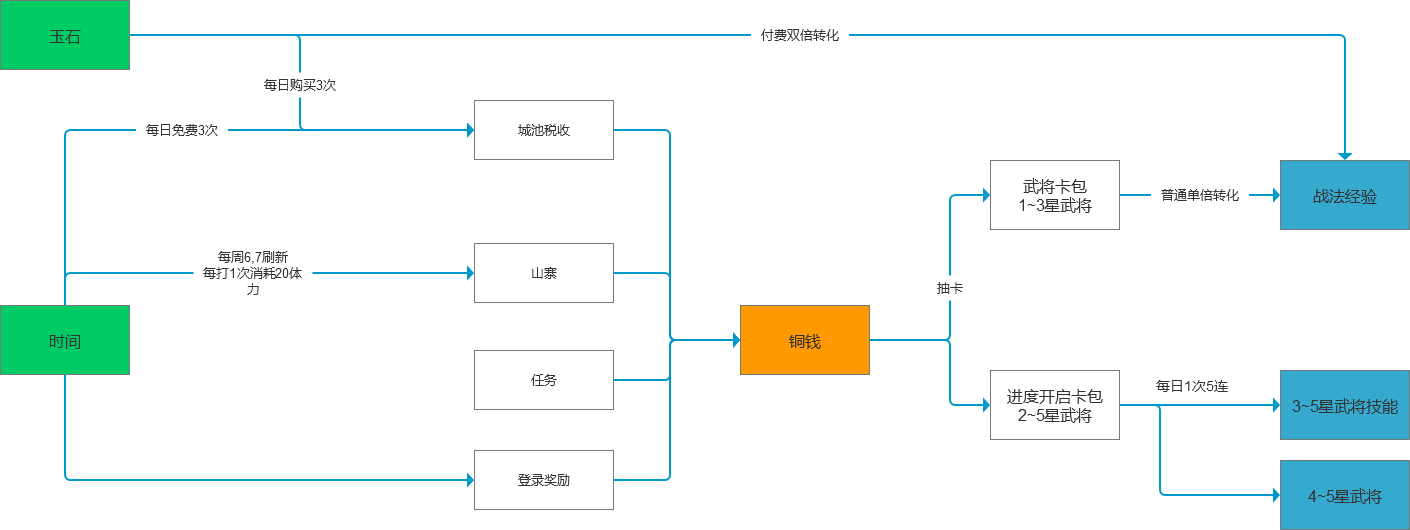 玉石
付费双倍转化
每日购买3次
每日免费3次
城池税收
武将卡包
1~3星武将
普通单倍转化
战法经验
每周6,7刷新
每打1次消耗20体
力
山寨
抽卡
时间
铜钱
任务
进度开启卡包
2~5星武将
每日1次5连
3~5星武将技能
登录奖励
4~5星武将